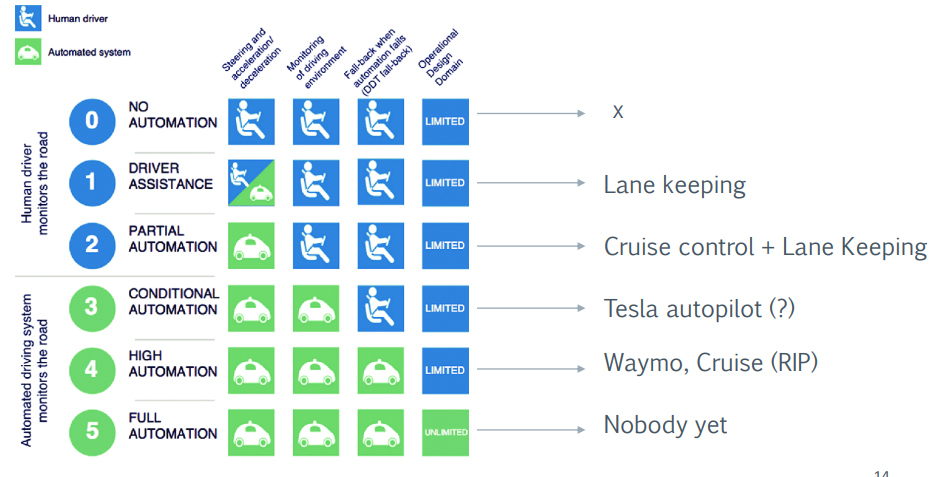 Human driver
Automated system
Steering and
acceleration/
deceleration
Monitoring
of driving
environment
Fall-back when
automation fails
(DDT fall-back)
Operational
Design
Domain
Human driver
monitors the road
0
NO
AUTOMATION
LIMITED
X
1
DRIVER
ASSISTANCE
LIMITED
Lane keeping
2
PARTIAL
AUTOMATION
LIMITED
Cruise control + Lane Keeping
Automated driving system
monitors the road
3
CONDITIONAL
AUTOMATION
LIMITED
Tesla autopilot (?)
4
HIGH
AUTOMATION
LIMITED
Waymo, Cruise (RIP)
5
FULL
AUTOMATION
UNLIMITED
Nobody yet
14